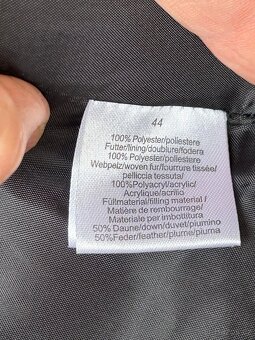 44
100% Polyester/poliestere
Futter/lining/doublure/fodera
100% Polyester/poliestere
Webpelz/woven fur/fourrure tissée/
pelliccia tessuta/
100%Polyacryl/acrylic/
Acrylique/acrilico
Füllmaterial/filling material/
Matière de rembourrage/
Materiale per imbottitura
50% Daune/down/duvet/piumino
50%Feder/feather/plume/piuma